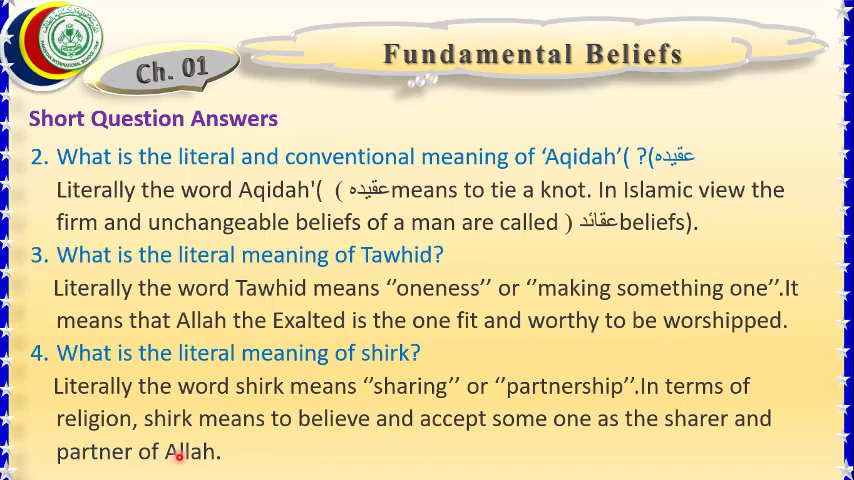 Ch. 01
Fundamental Beliefs
Short Question Answers
2. What is the literal and conventional meaning of ‘Aqidah’( ?(عقیدہ
Literally the word Aqidah'( ( عقیدہmeans to tie a knot. In Islamic view the
firm and unchangeable beliefs of a man are called ( عقائدbeliefs).
3. What is the literal meaning of Tawhid?
Literally the word Tawhid means ‘’oneness’’ or ‘’making something one’’.It
means that Allah the Exalted is the one fit and worthy to be worshipped.
4. What is the literal meaning of shirk?
Literally the word shirk means ‘’sharing’’ or ‘’partnership’’.In terms of
religion, shirk means to believe and accept some one as the sharer and
partner of Allah.